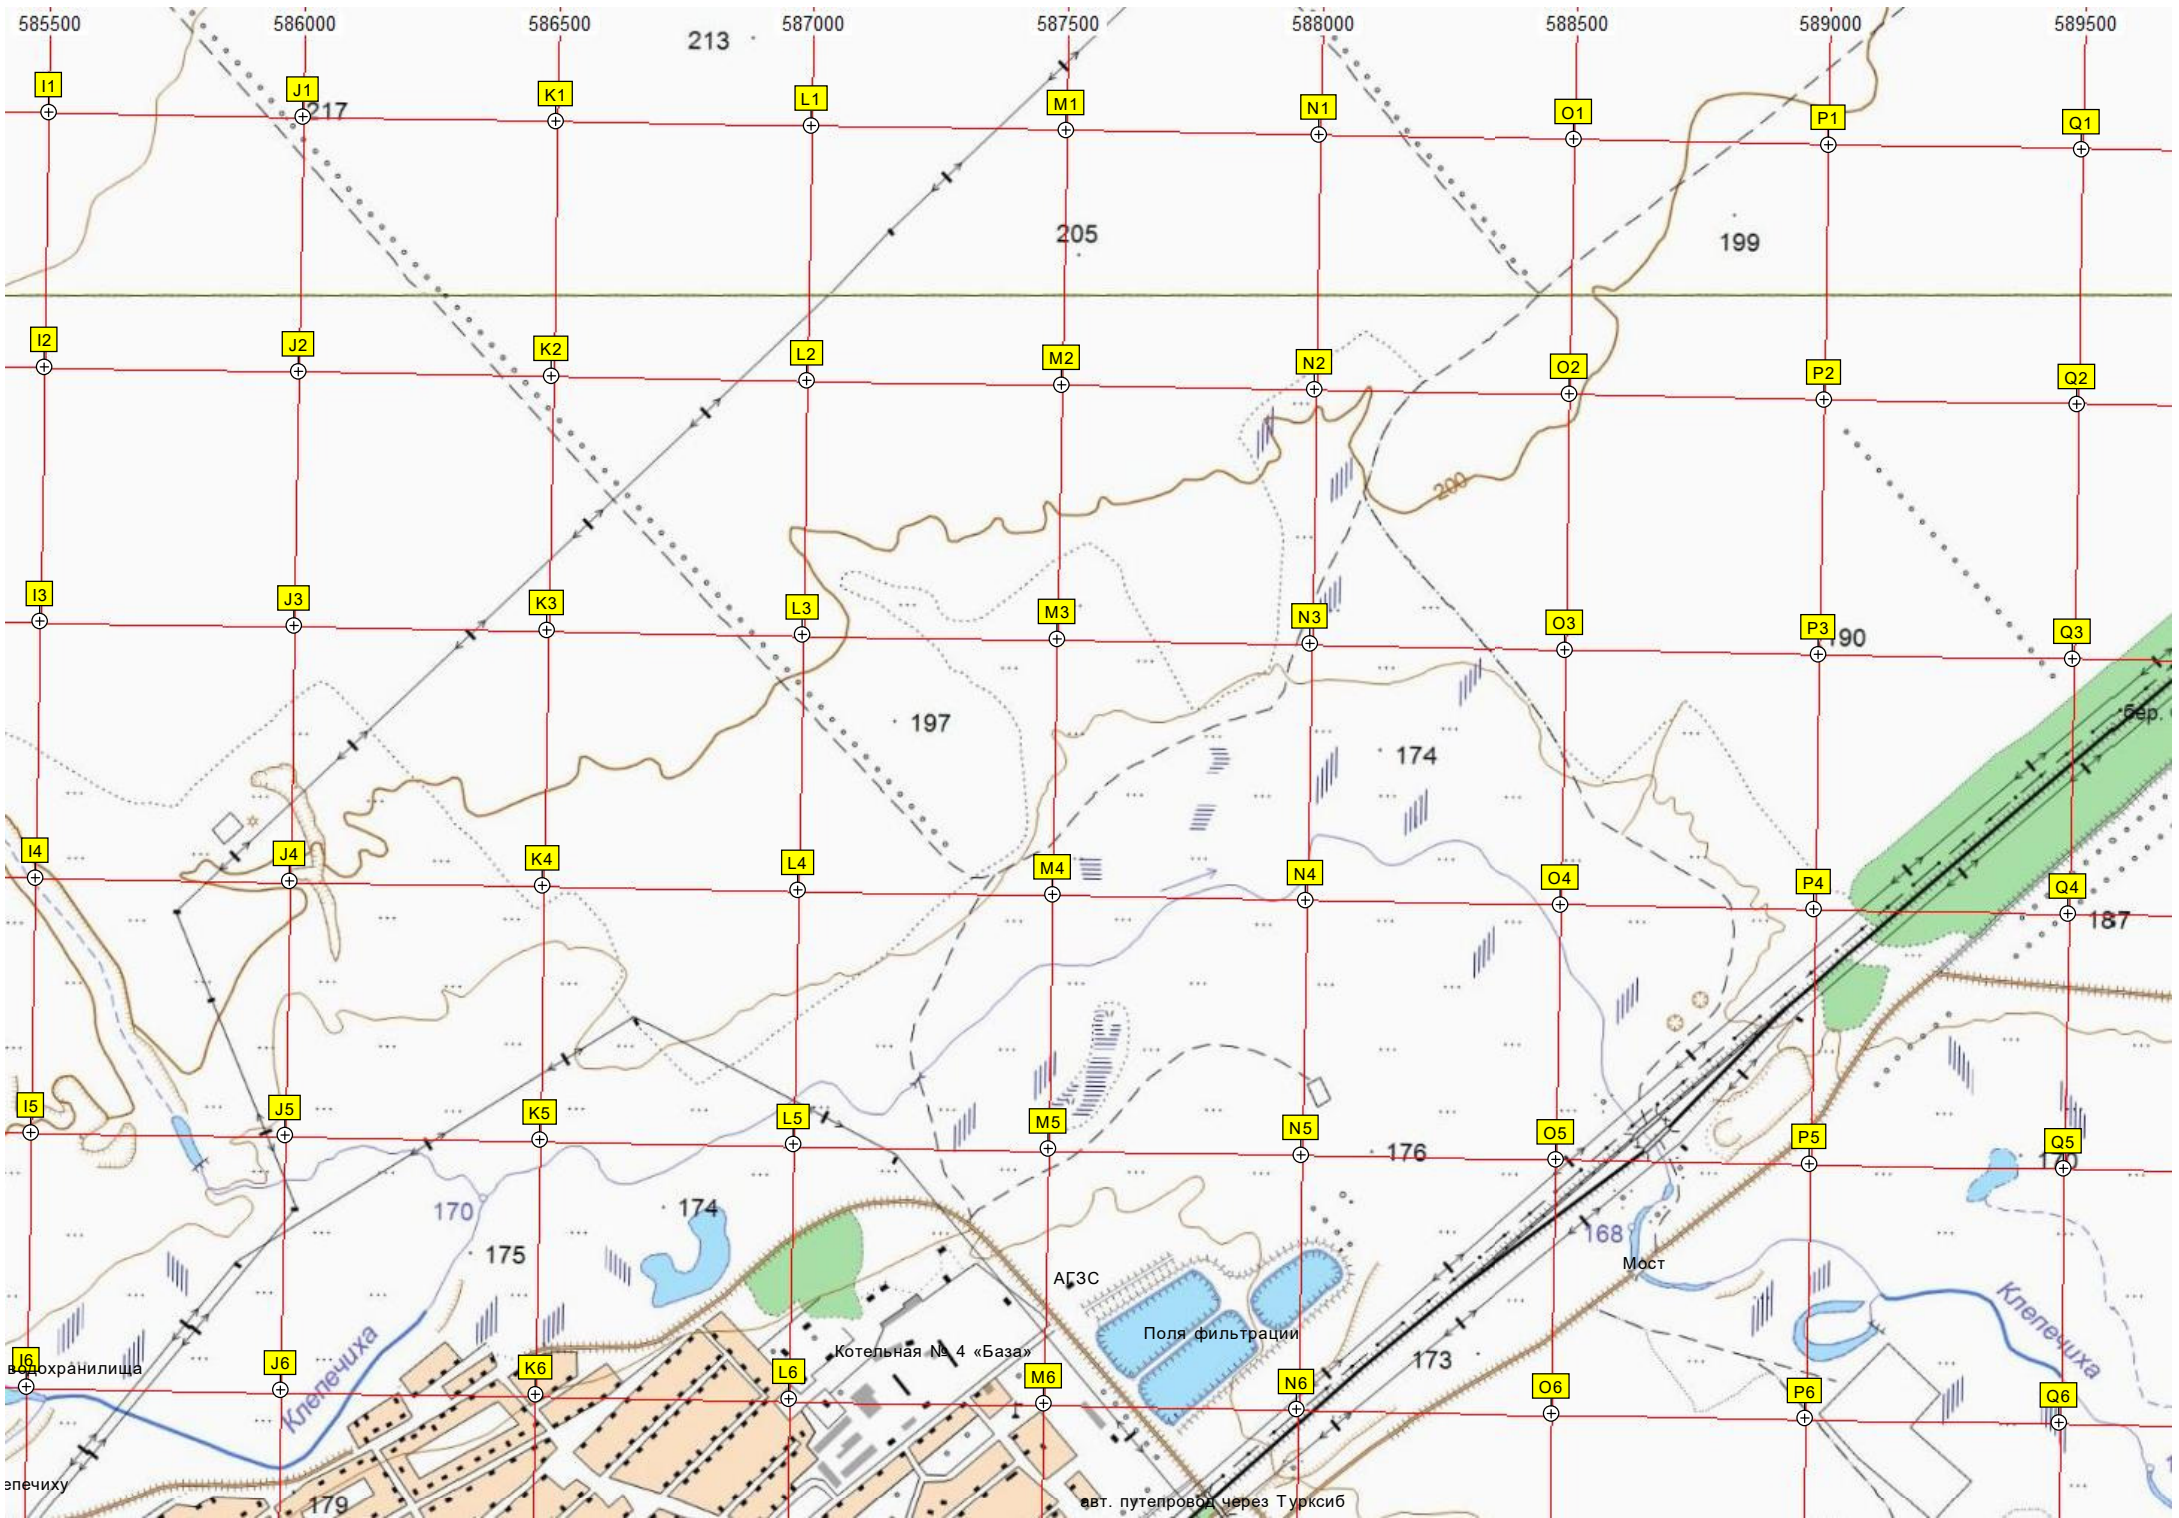 585500 586000 586500 587000 587500 588000 588500 589000 589500
213
I1 J1 K1 L1 M1 N1 O1 P1 Q1
217
205
199
I2 J2 K2 L2 M2 N2 O2 P2 Q2
200
I3 J3 K3 L3 M3 N3 O3 P3 Q3
90
197
бер.
174
I4 J4 K4 L4 M4 N4 O4 P4 Q4
187
I5 J5 K5 L5 M5 N5 O5 P5 Q5
176
170
174
168
175
Мост
АГЗС
Клепечиха
Поля фильтрации
Котельная № 4 «База»
173
водохранилища
Клепечиха
I6 J6 K6 L6 M6 N6 O6 P6 Q6
епечиху
179
авт. путепровод через Турксиб